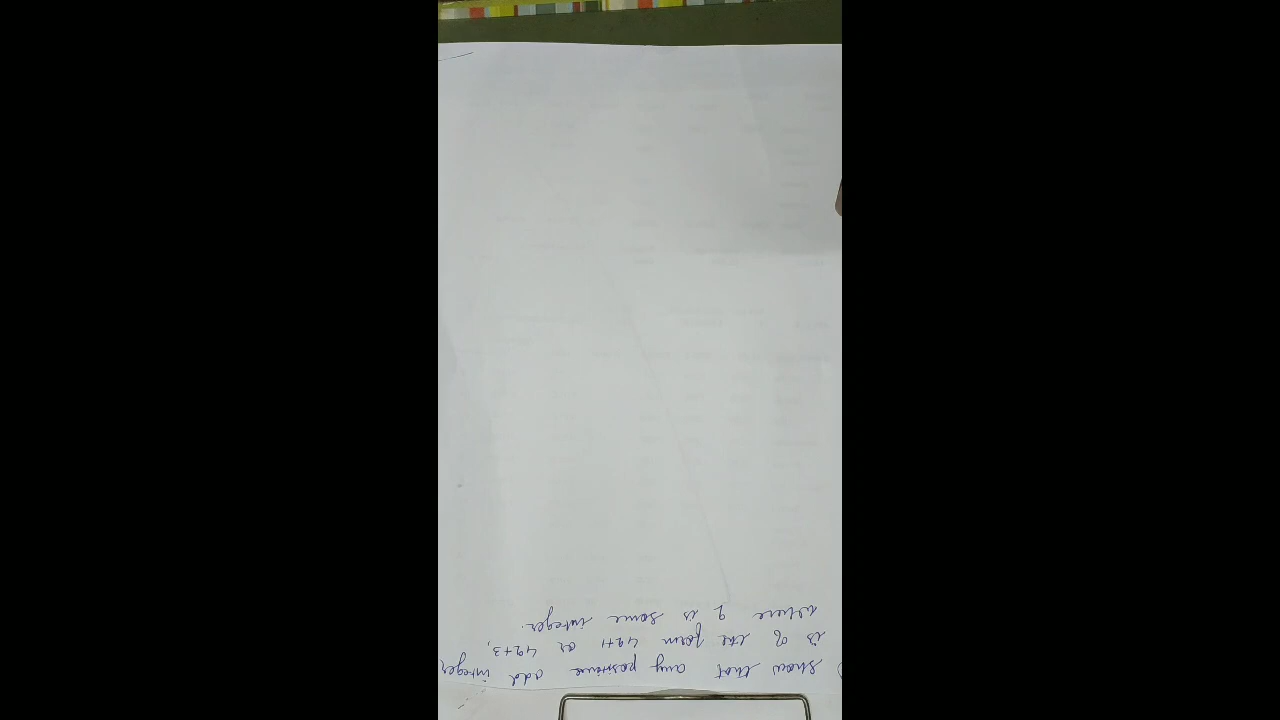 Show that any positive odd integer
is of the form 4q+1 or 4q+3,
where q is some integer.